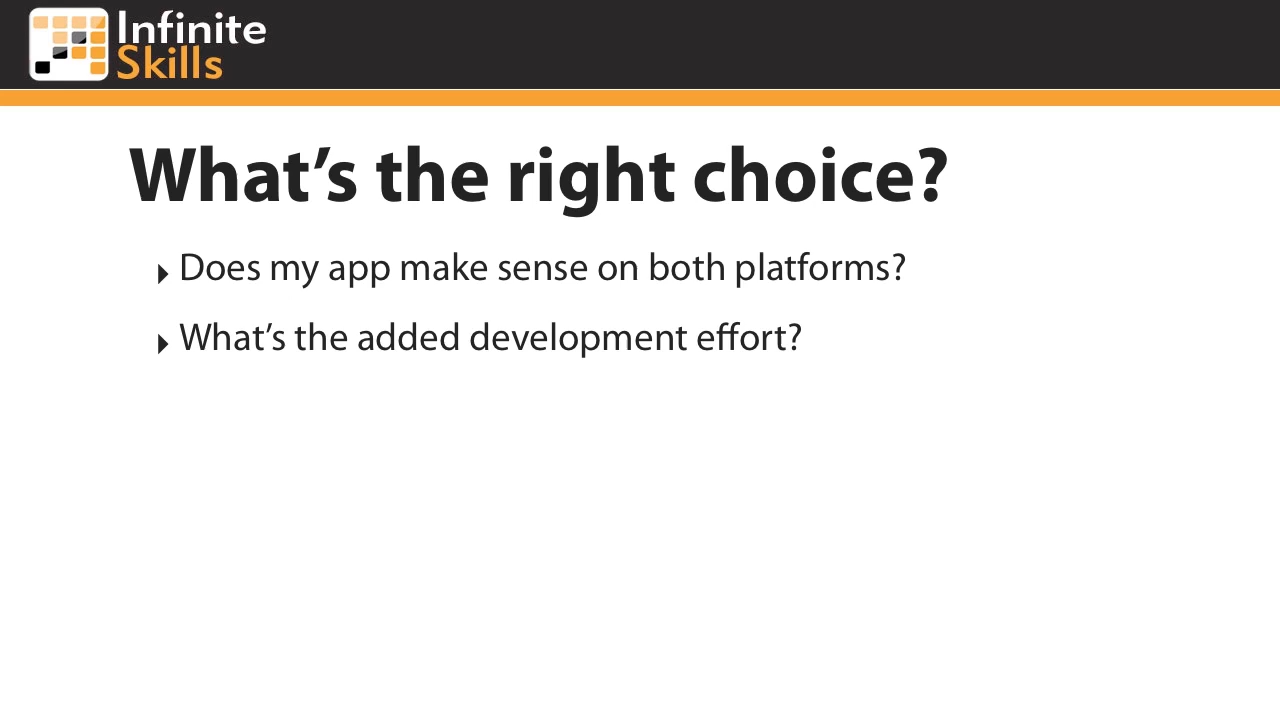 Infinite
Skills
What’s the right choice?
Does my app make sense on both platforms?
What’s the added development effort?